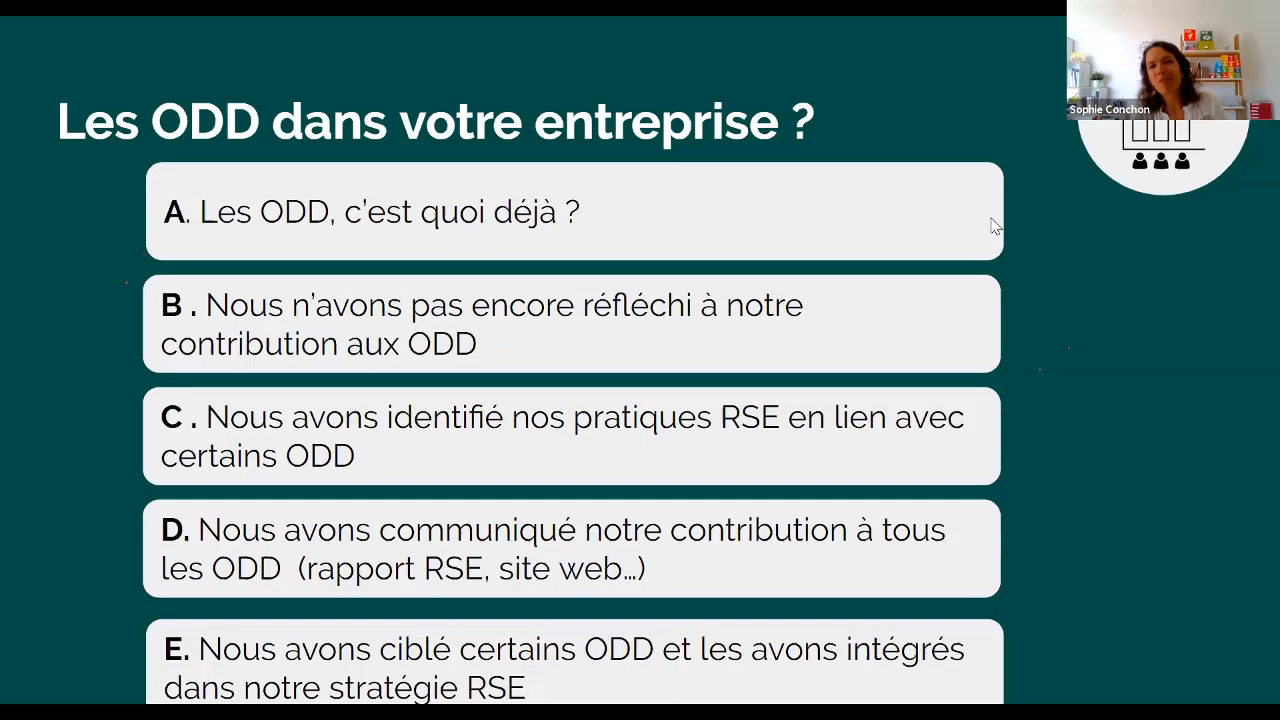 Sophie Conchon
Les ODD dans votre entreprise ?
A. Les ODD, c’est quoi déjà ?
B . Nous n’avons pas encore réfléchi à notre
contribution aux ODD
C . Nous avons identifié nos pratiques RSE en lien avec
certains ODD
D. Nous avons communiqué notre contribution à tous
les ODD  (rapport RSE, site web...)
E. Nous avons ciblé certains ODD et les avons intégrés
dans notre stratégie RSE